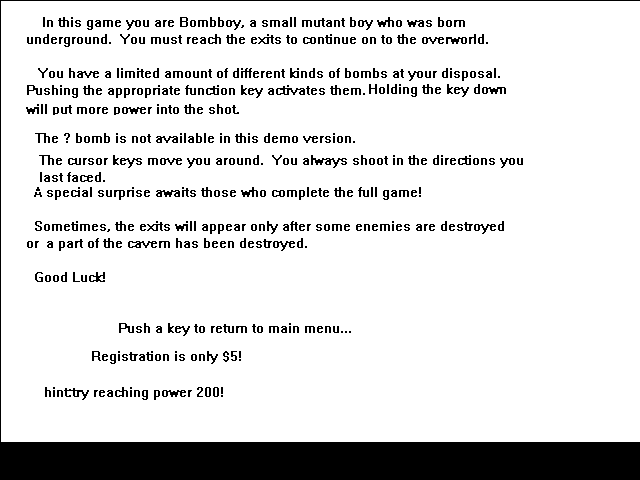 In this game you are Bombboy, a small mutant boy who was born
underground. You must reach the exits to continue on to the overworld.
You have a limited amount of different kinds of bombs at your disposal.
Pushing the appropriate function key activates them. Holding the key down
will put more power into the shot.
The ? bomb is not available in this demo version.
The cursor keys move you around. You always shoot in the directions you
last faced.
A special surprise awaits those who complete the full game!
Sometimes, the exits will appear only after some enemies are destroyed
or a part of the cavern has been destroyed.
Good Luck!
Push a key to return to main menu...
Registration is only $5!
hint:try reaching power 200!